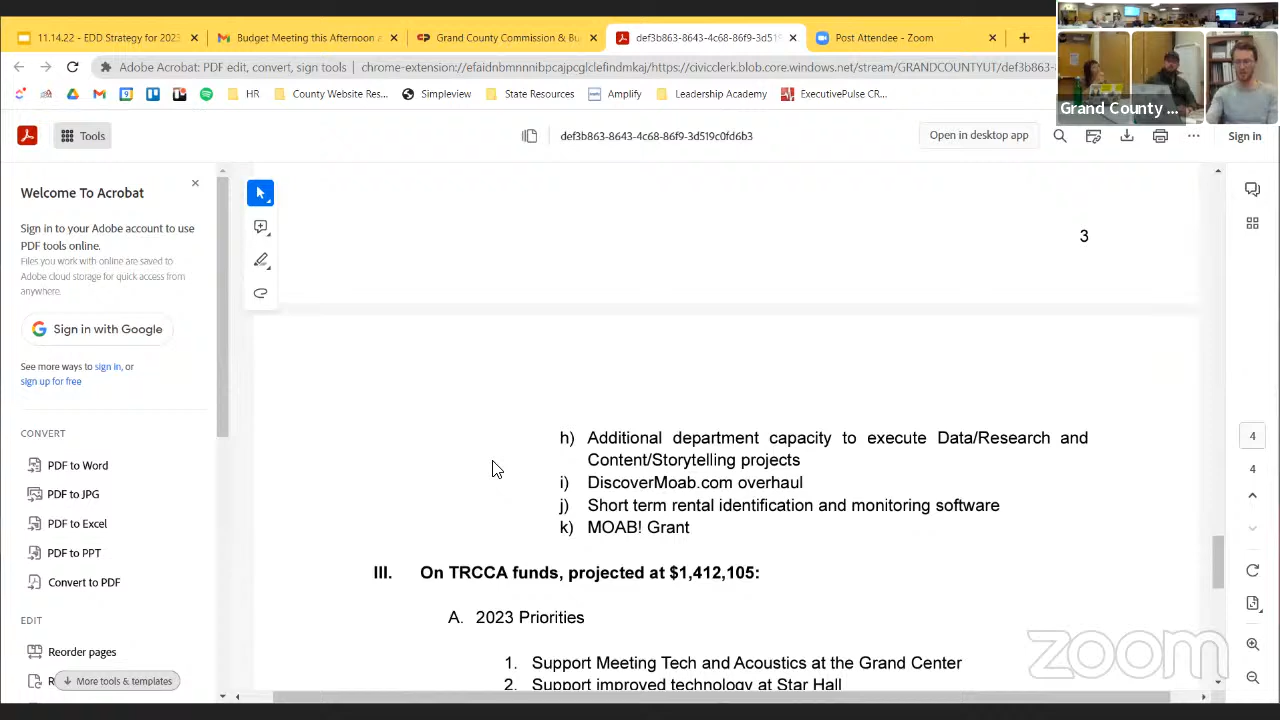 11.14.22 - EDD Strategy for 2023
Budget Meeting this Afternoon a
Grand County Commission & Bu
def3b863-8643-4c68-86f9-3d51
Post Attendee - Zoom
Adobe Acrobat: PDF edit, convert, sign tools
chrome-extension://efaidnbmnnnibpcajpcglclefindmkaj/https://civicclerk.blob.core.windows.net/stream/GRANDCOUNTYUT/def3b863-
HR
County Website Res...
Simpleview
State Resources
Amplify
Leadership Academy
ExecutivePulse CR...
Grand County ...
Tools
def3b863-8643-4c68-86f9-3d519c0fd6b3
Open in desktop app
Sign in
Welcome To Acrobat
Sign in to your Adobe account to use
PDF tools online.
Files you work with online are saved to
Adobe cloud storage for quick access from
anywhere.
Sign in with Google
See more ways to sign in, or
sign up for free
CONVERT
PDF to Word
PDF to JPG
PDF to Excel
PDF to PPT
Convert to PDF
EDIT
Reorder pages
More tools & templates
3
h) Additional department capacity to execute Data/Research and
Content/Storytelling projects
i) DiscoverMoab.com overhaul
j) Short term rental identification and monitoring software
k) MOAB! Grant
III. On TRCCA funds, projected at $1,412,105:
A. 2023 Priorities
1. Support Meeting Tech and Acoustics at the Grand Center
2. Support improved technology at Star Hall
4
4
zoom